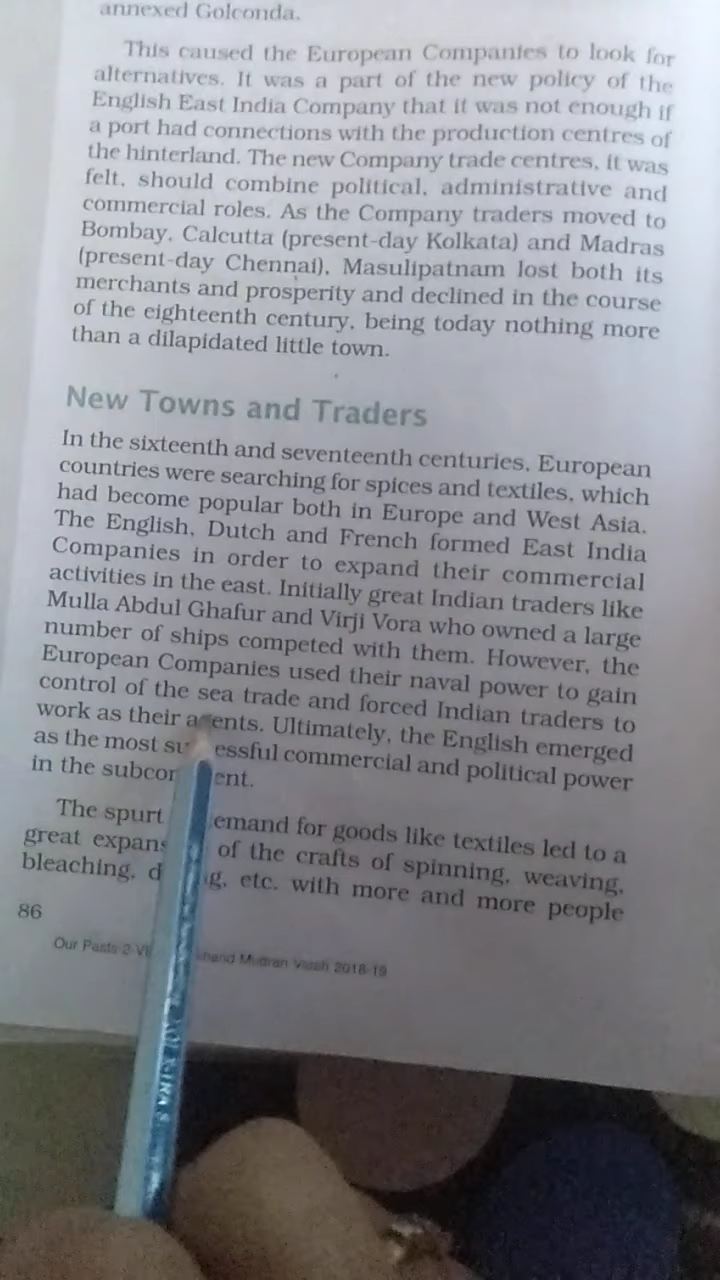 annexed Golconda.
This caused the European Companies to look for
alternatives. It was a part of the new policy of the
English East India Company that it was not enough if
a port had connections with the production centres of
the hinterland. The new Company trade centres, it was
felt, should combine political, administrative and
commercial roles. As the Company traders moved to
Bombay, Calcutta (present-day Kolkata) and Madras
(present-day Chennai), Masulipatnam lost both its
merchants and prosperity and declined in the course
of the eighteenth century, being today nothing more
than a dilapidated little town.
New Towns and Traders
In the sixteenth and seventeenth centuries, European
countries were searching for spices and textiles, which
had become popular both in Europe and West Asia.
The English, Dutch and French formed East India
Companies in order to expand their commercial
activities in the east. Initially great Indian traders like
Mulla Abdul Ghafur and Virji Vora who owned a large
number of ships competed with them. However, the
European Companies used their naval power to gain
control of the sea trade and forced Indian traders to
work as their agents. Ultimately, the English emerged
as the most successful commercial and political power
in the subcontinent.
The spurt demand for goods like textiles led to a
great of the crafts of spinning, weaving,
bleaching, etc. with more and more people
86
Our Pasts-2 Mudran 2018-19